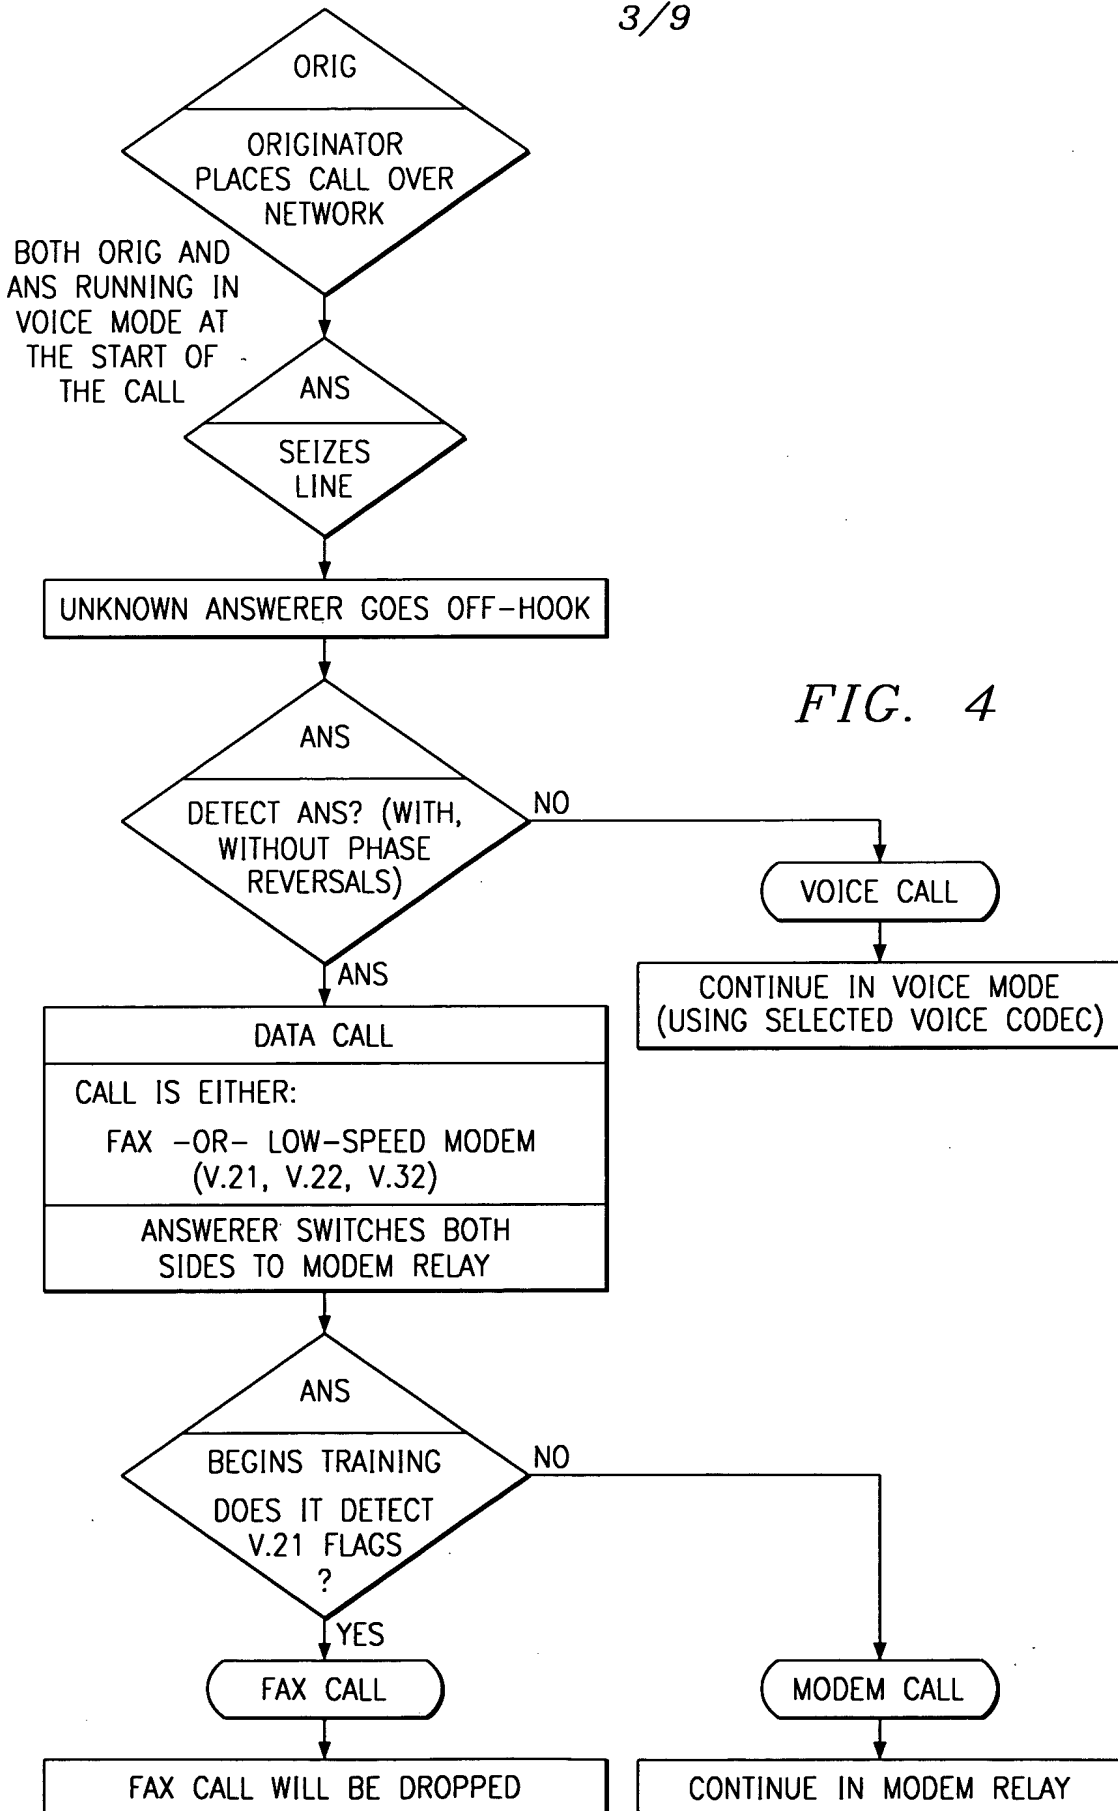 3/9
ORIG
ORIGINATOR
PLACES CALL OVER
NETWORK
BOTH ORIG AND
ANS RUNNING IN
VOICE MODE AT
THE START OF
THE CALL
ANS
SEIZES
LINE
UNKNOWN ANSWERER GOES OFF-HOOK
FIG. 4
ANS
DETECT ANS? (WITH,
WITHOUT PHASE
REVERSALS)
NO
VOICE CALL
CONTINUE IN VOICE MODE
(USING SELECTED VOICE CODEC)
ANS
DATA CALL
CALL IS EITHER:
FAX -OR- LOW-SPEED MODEM
(V.21, V.22, V.32)
ANSWERER SWITCHES BOTH
SIDES TO MODEM RELAY
ANS
BEGINS TRAINING
DOES IT DETECT
V.21 FLAGS
?
NO
YES
FAX CALL
MODEM CALL
FAX CALL WILL BE DROPPED
CONTINUE IN MODEM RELAY